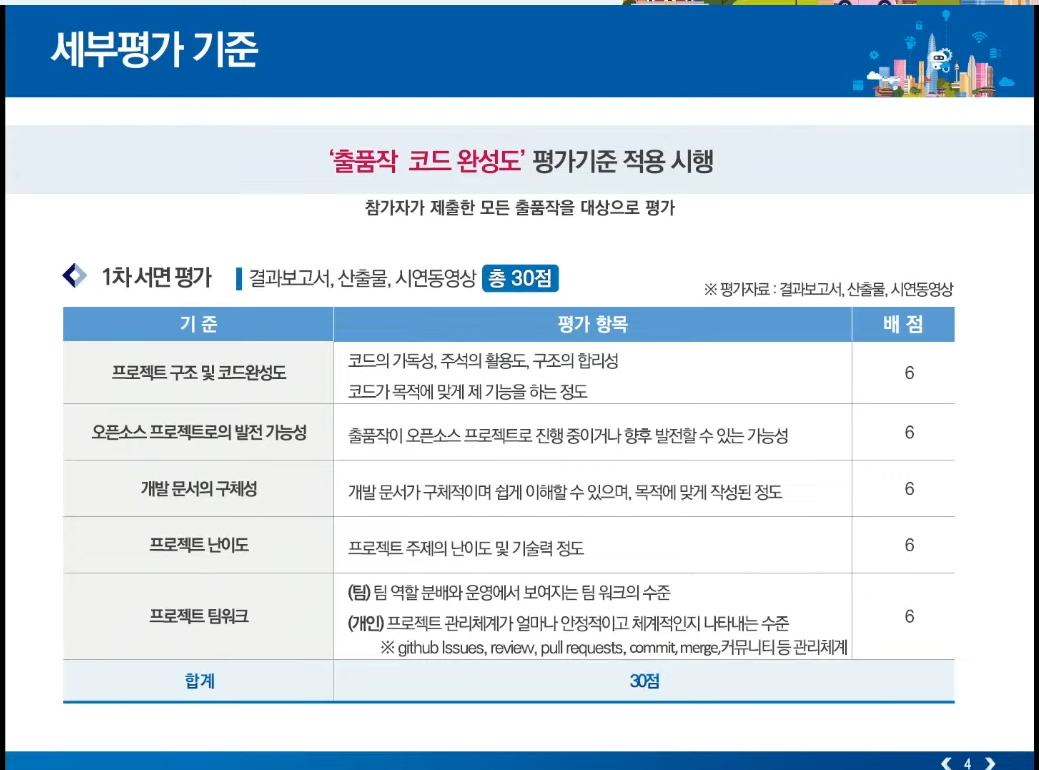 세부평가 기준
‘출품작 코드 완성도’ 평가기준 적용 시행
참가자가 제출한 모든 출품작을 대상으로 평가
1차 서면 평가 결과보고서, 산출물, 시연동영상 총 30점
※ 평가자료 : 결과보고서, 산출물, 시연동영상
기 준 평가 항목 배 점
프로젝트 구조 및 코드완성도
코드의 가독성, 주석의 활용도, 구조의 합리성
코드가 목적에 맞게 제 기능을 하는 정도
6
오픈소스 프로젝트로의 발전 가능성 출품작이 오픈소스 프로젝트로 진행 중이거나 향후 발전할 수 있는 가능성 6
개발 문서의 구체성 개발 문서가 구체적이며 쉽게 이해할 수 있으며, 목적에 맞게 작성된 정도 6
프로젝트 난이도 프로젝트 주제의 난이도 및 기술력 정도 6
프로젝트 팀워크
(팀) 팀 역할 분배와 운영에서 보여지는 팀 워크의 수준
(개인) 프로젝트 관리체계가 얼마나 안정적이고 체계적인지 나타내는 수준
※ github Issues, review, pull requests, commit, merge,커뮤니티 등 관리체계
6
합계 30점
4